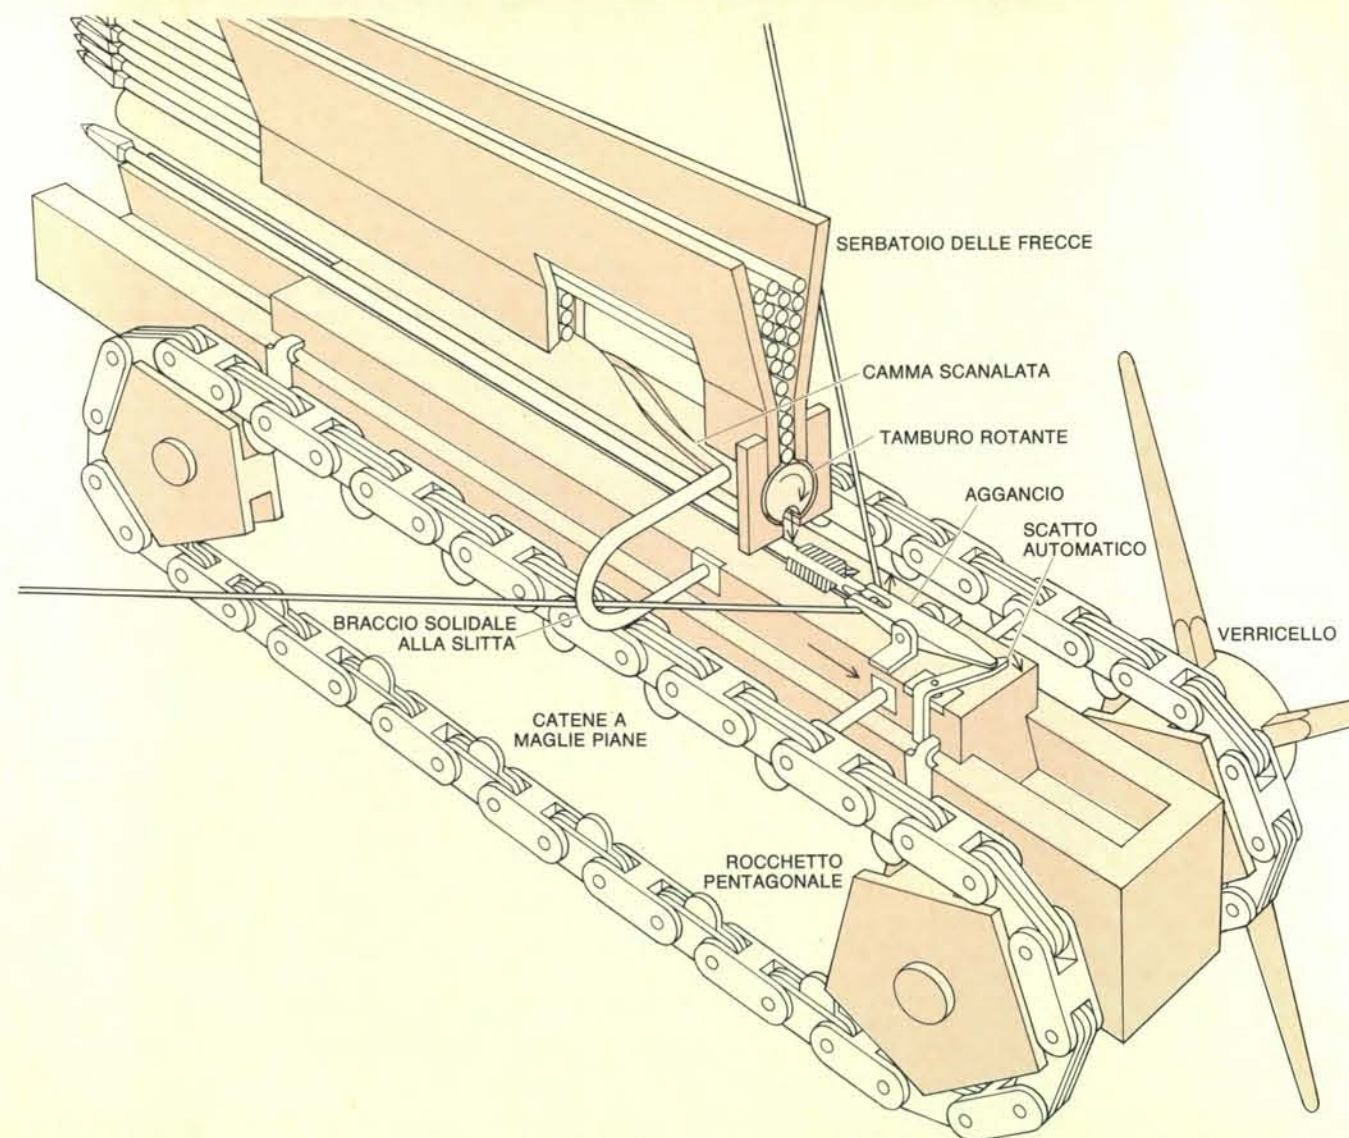 SERBATOIO DELLE FRECCE
CAMMA SCANALATA
TAMBURO ROTANTE
AGGANCIO
SCATTO
AUTOMATICO
VERRICELLO
BRACCIO SOLIDALE
ALLA SLITTA
CATENE A
MAGLIE PIANE
ROCCHETTO
PENTAGONALE